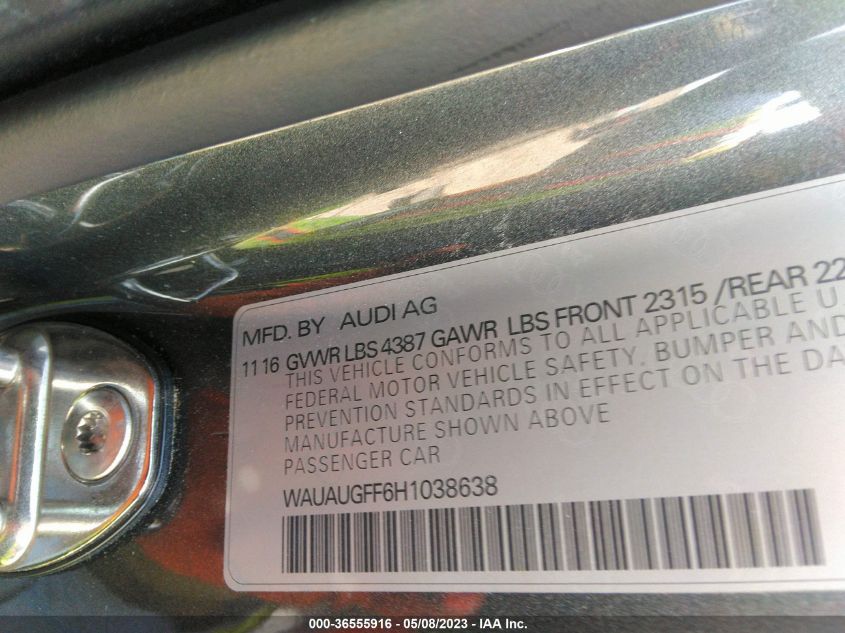 MFD. BY AUDI AG
11 16 GVWR LBS 4387 GAWR LBS FRONT 2315 /REAR 22
THIS VEHICLE CONFORMS TO ALL APPLICABLE U
FEDERAL MOTOR VEHICLE SAFETY, BUMPER AND
PREVENTION STANDARDS IN EFFECT ON THE DA
MANUFACTURE SHOWN ABOVE
PASSENGER CAR
WAUAUGFF6H1038638
000-36555916 - 05/08/2023 - IAA Inc.